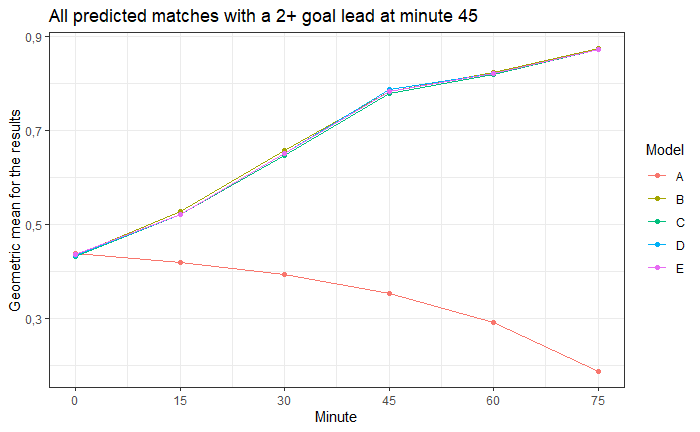 All predicted matches with a 2+ goal lead at minute 45
Geometric mean for the results
0,9
0,7
0,5
0,3
0 15 30 45 60 75
Minute
Model
A
B
C
D
E